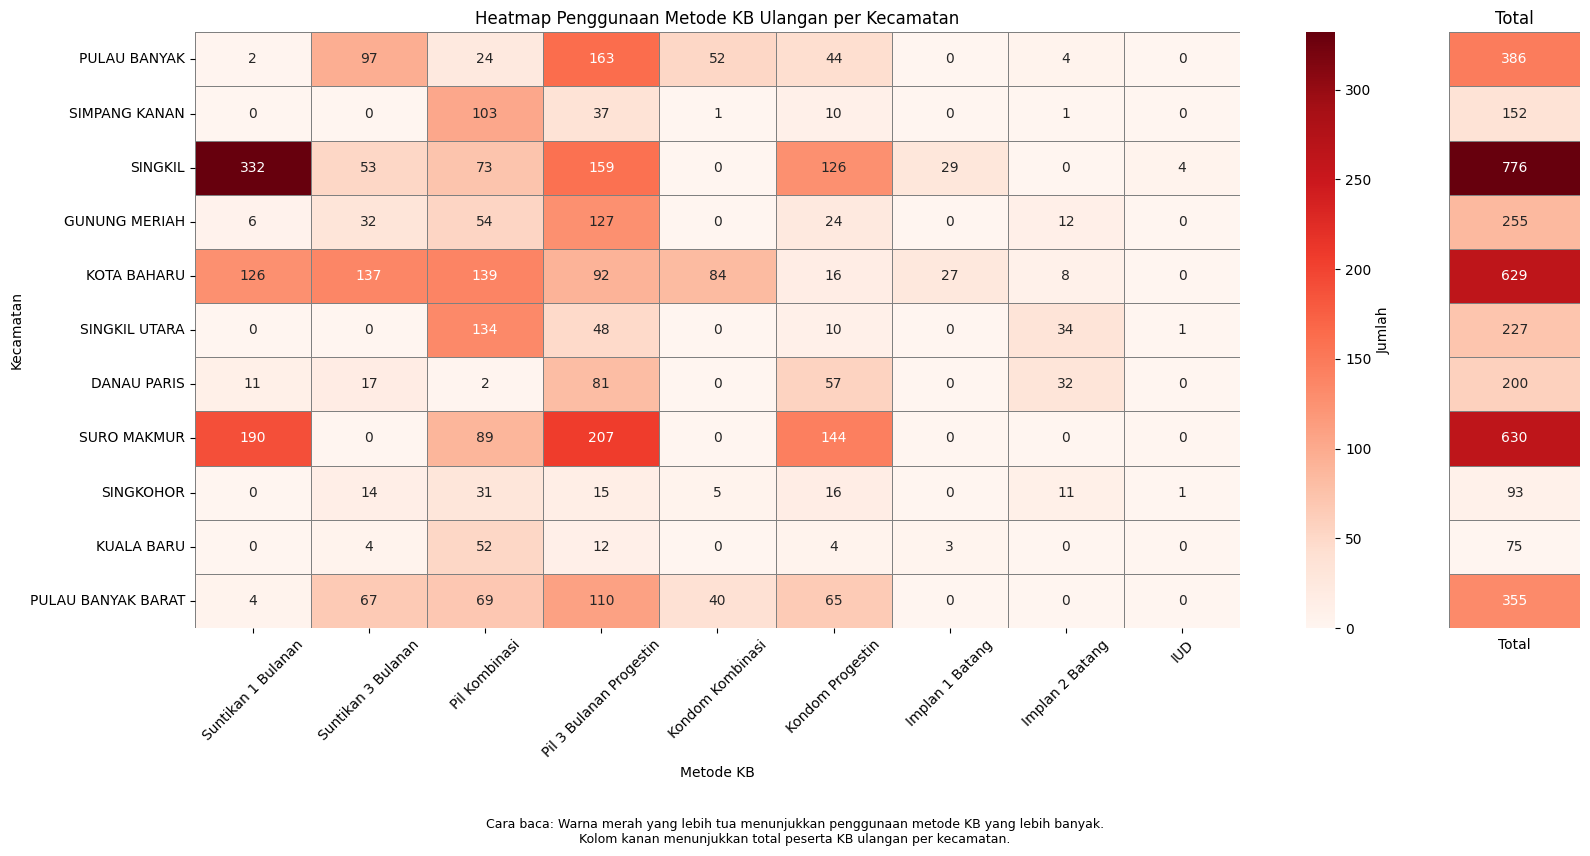 Heatmap Penggunaan Metode KB Ulangan per Kecamatan
Total
PULAU BANYAK 2 97 24 163 52 44 0 4 0 386
SIMPANG KANAN 0 0 103 37 1 10 0 1 0 152
SINGKIL 332 53 73 159 0 126 29 0 4 776
GUNUNG MERIAH 6 32 54 127 0 24 0 12 0 255
KOTA BAHARU 126 137 139 92 84 16 27 8 0 629
SINGKIL UTARA 0 0 134 48 0 10 0 34 1 227
DANAU PARIS 11 17 2 81 0 57 0 32 0 200
SURO MAKMUR 190 0 89 207 0 144 0 0 0 630
SINGKOHOR 0 14 31 15 5 16 0 11 1 93
KUALA BARU 0 4 52 12 0 4 3 0 0 75
PULAU BANYAK BARAT 4 67 69 110 40 65 0 0 0 355
Kecamatan
Suntikan 1 Bulanan
Suntikan 3 Bulanan
Pil Kombinasi
Pil 3 Bulanan Progestin
Kondom Kombinasi
Kondom Progestin
Implan 1 Batang
Implan 2 Batang
IUD
Metode KB
300
250
200
150
100
50
0
Jumlah
Total
Cara baca: Warna merah yang lebih tua menunjukkan penggunaan metode KB yang lebih banyak.
Kolom kanan menunjukkan total peserta KB ulangan per kecamatan.